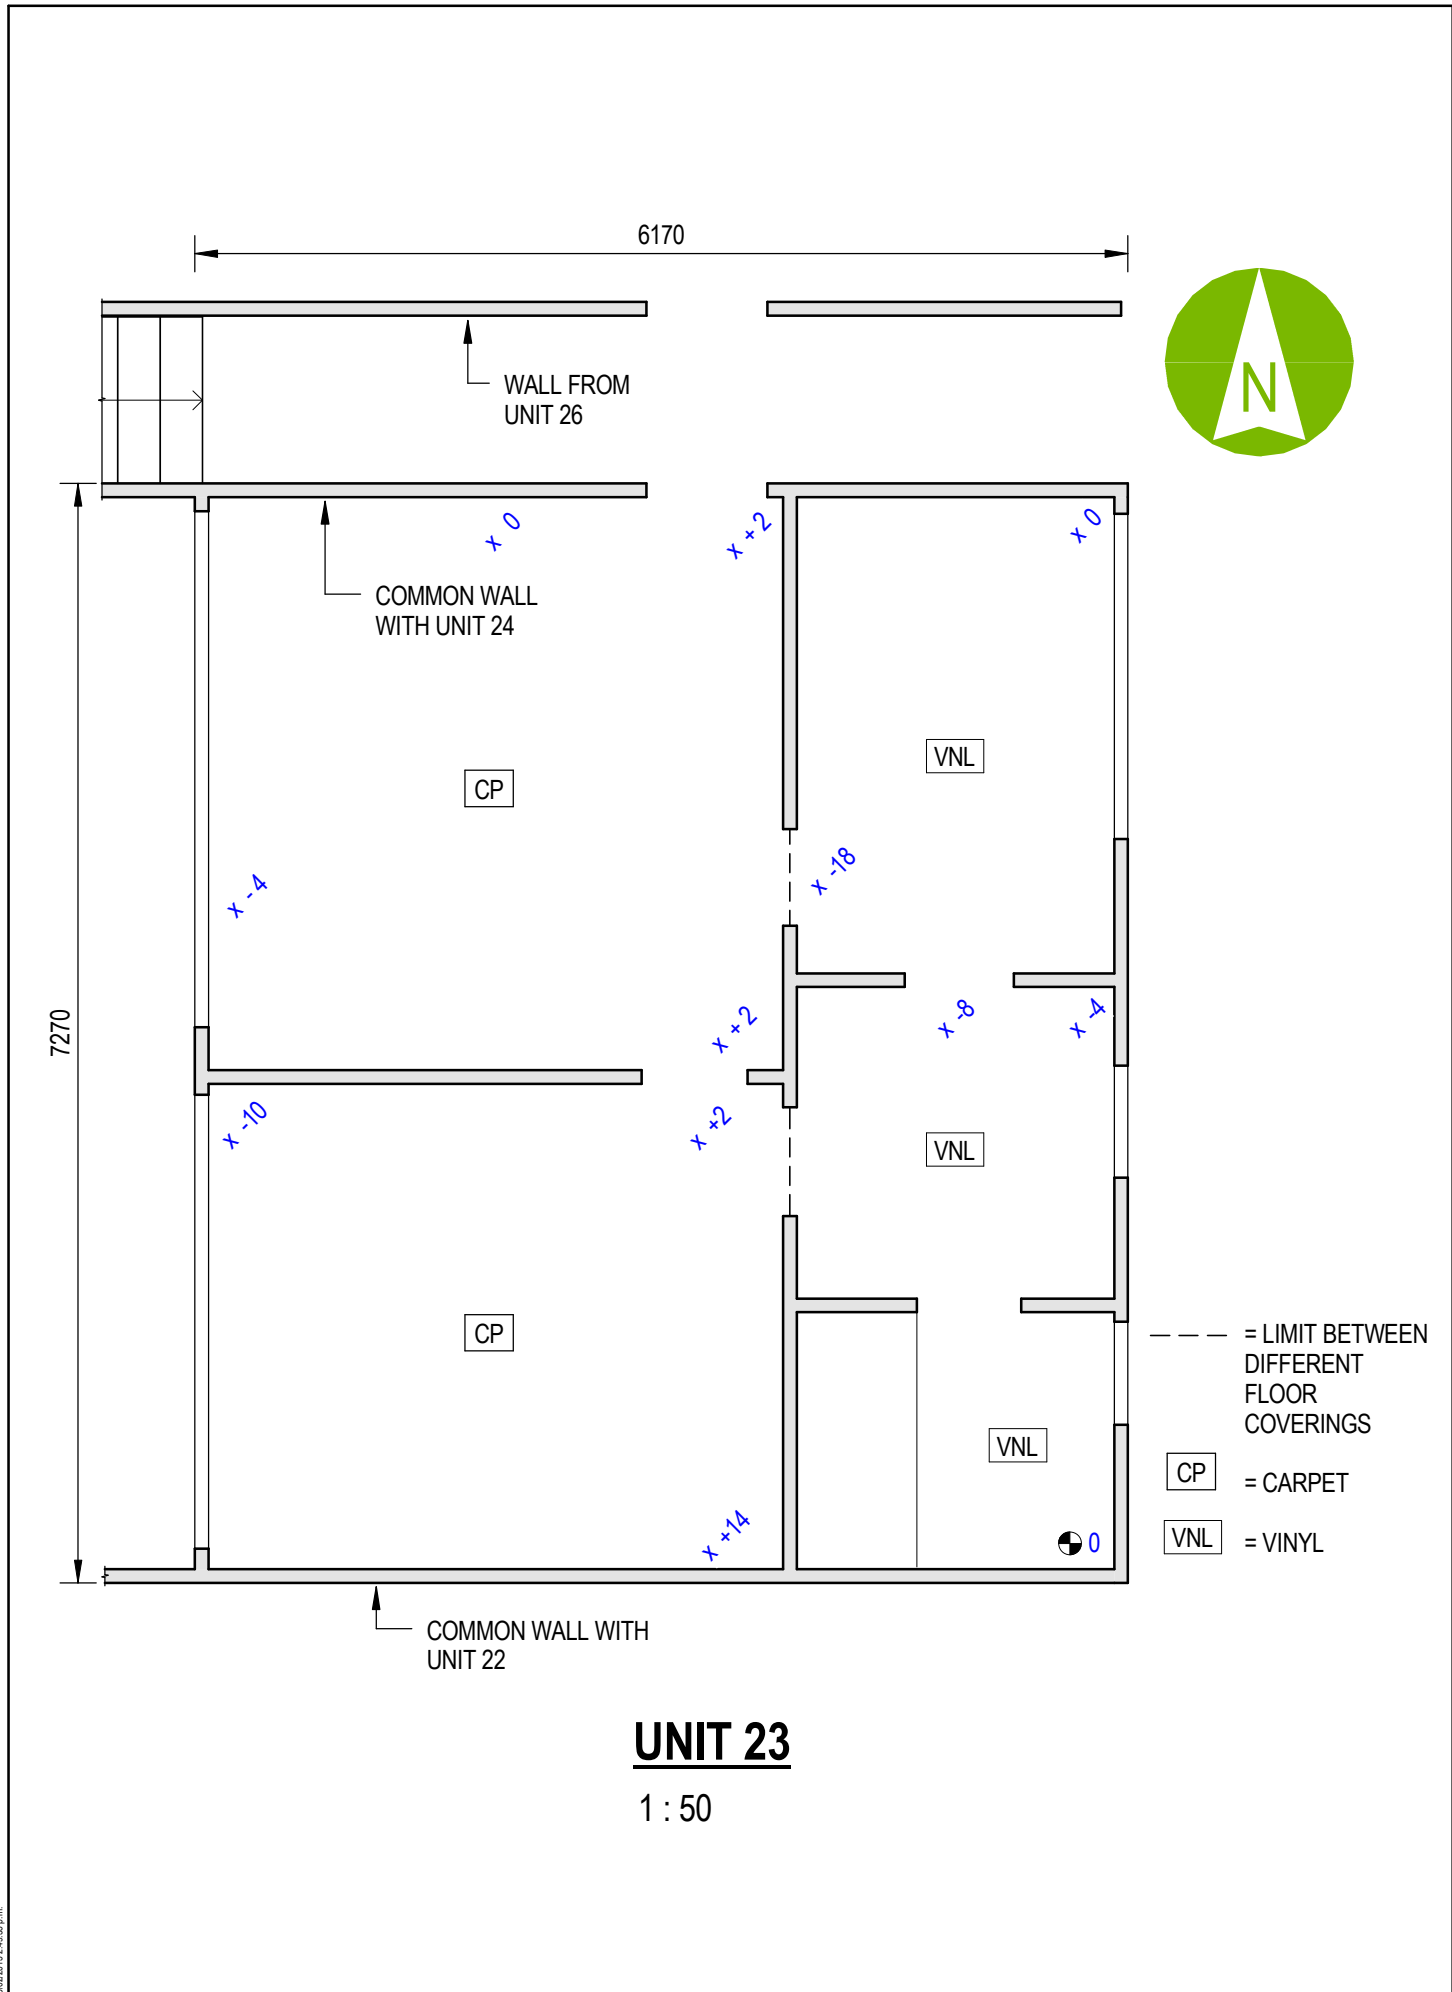 6170
WALL FROM
UNIT 26
N
x 0
x +2
x 0
COMMON WALL
WITH UNIT 24
7270
VNL
CP
x -18
x -4
x +2
x -8
x -4
x -10
x +2
VNL
CP
= LIMIT BETWEEN
DIFFERENT
FLOOR
COVERINGS
VNL
CP = CARPET
x +14
0
VNL = VINYL
COMMON WALL WITH
UNIT 22
UNIT 23
1 : 50